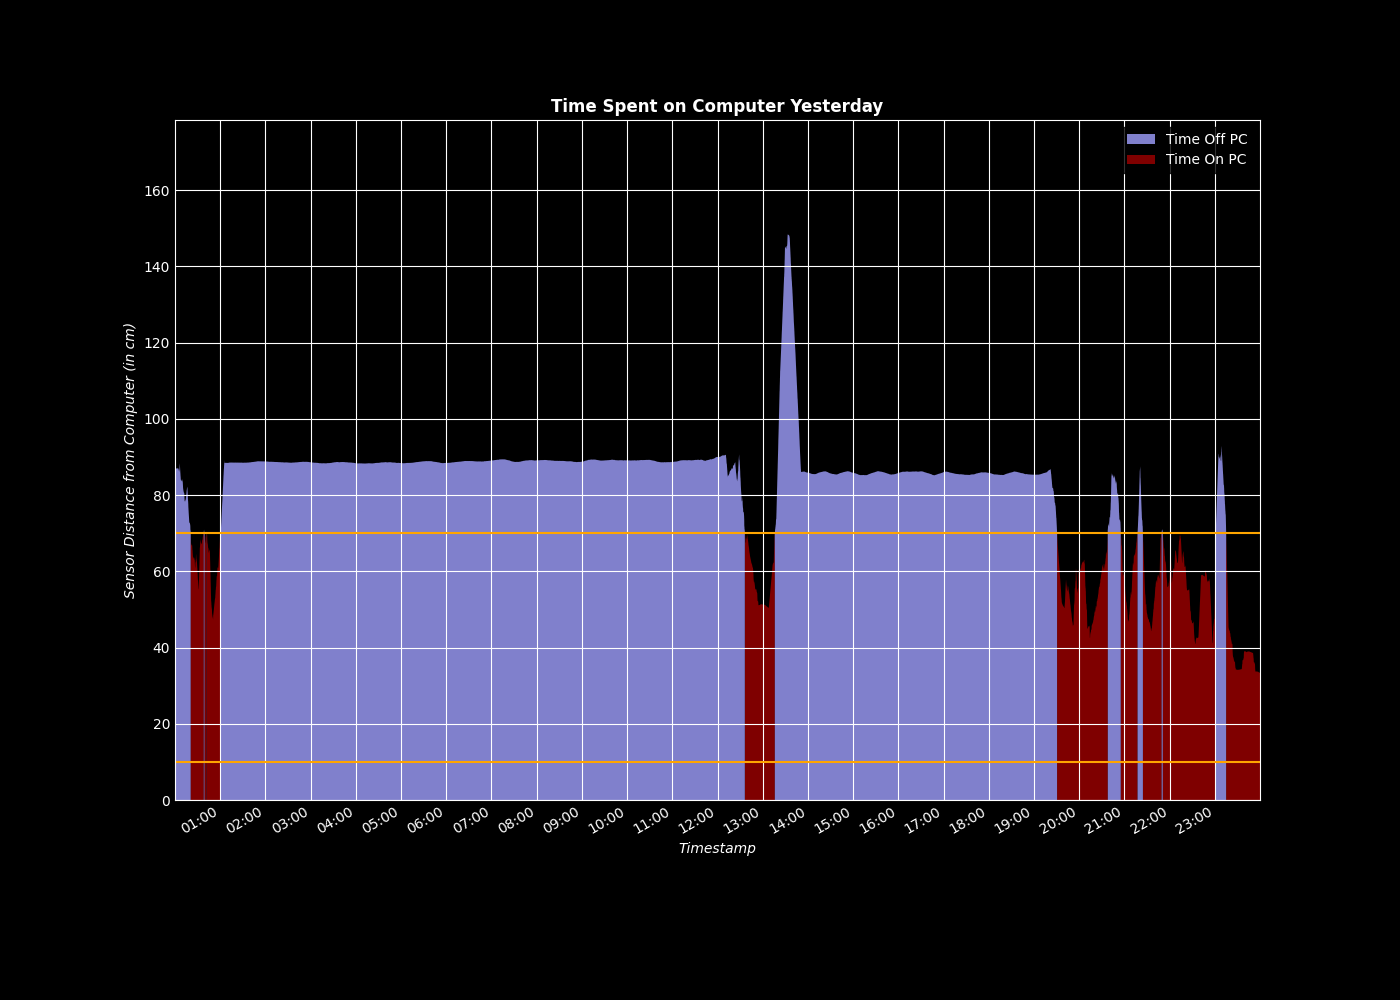 Time Spent on Computer Yesterday
Time Off PC
Time On PC
Sensor Distance from Computer (in cm)
160
140
120
100
80
60
40
20
0
01:00 02:00 03:00 04:00 05:00 06:00 07:00 08:00 09:00 10:00 11:00 12:00 13:00 14:00 15:00 16:00 17:00 18:00 19:00 20:00 21:00 22:00 23:00
Timestamp